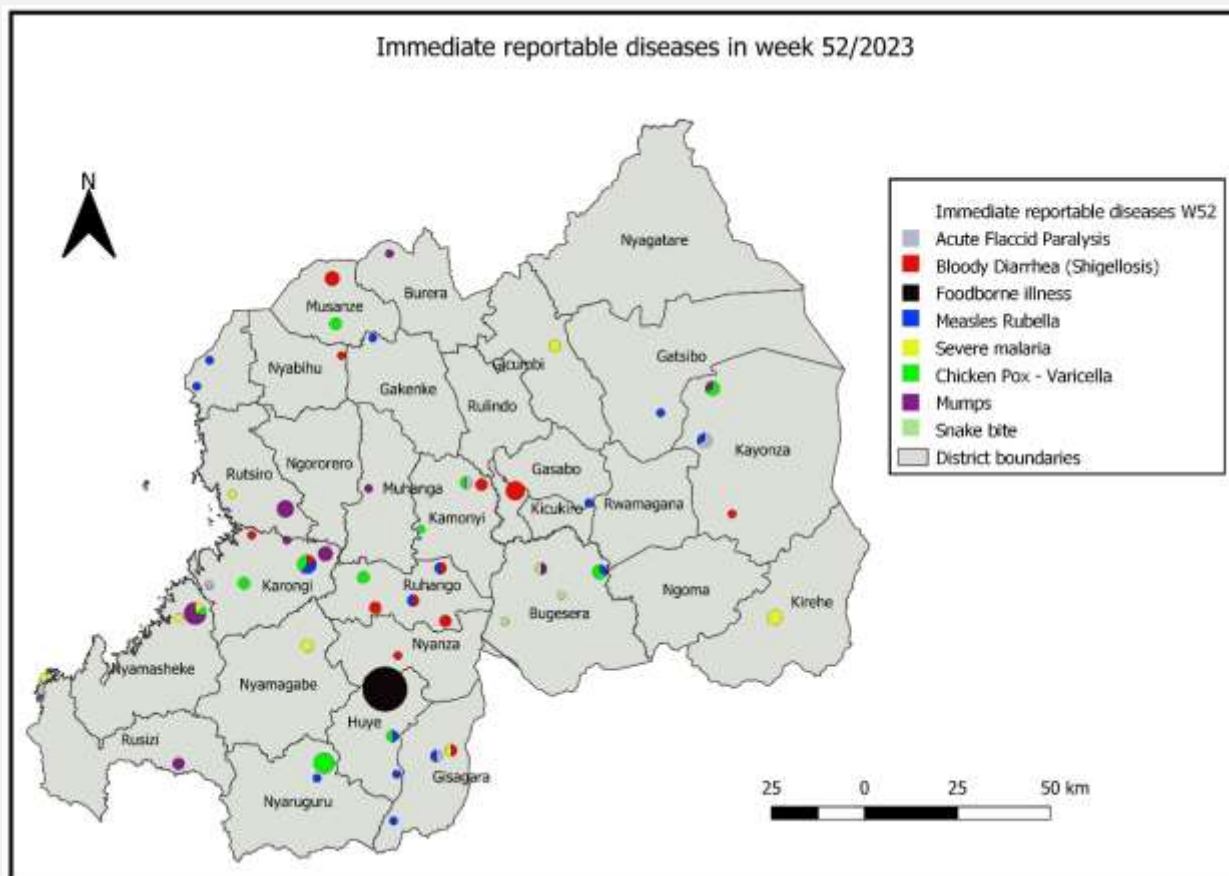 Immediate reportable diseases in week 52/2023
N
Immediate reportable diseases W52
Acute Flaccid Paralysis
Bloody Diarrhea (Shigellosis)
Foodborne illness
Measles Rubella
Severe malaria
Chicken Pox - Varicella
Mumps
Snake bite
District boundaries
Nyagatare
Burera
Musanze
Gicumbi
Gatsibo
Nyabihu
Gakenke
Rulindo
Kayonza
Gasabo
Rutsiro
Ngororero
Muhanga
Kicukiro
Rwamagana
Kamonyi
Karongi
Ruhango
Ngoma
Kirehe
Bugesera
Nyanza
Nyamasheke
Nyamagabe
Huye
Rusizi
Gisagara
Nyaruguru
25 0 25 50 km